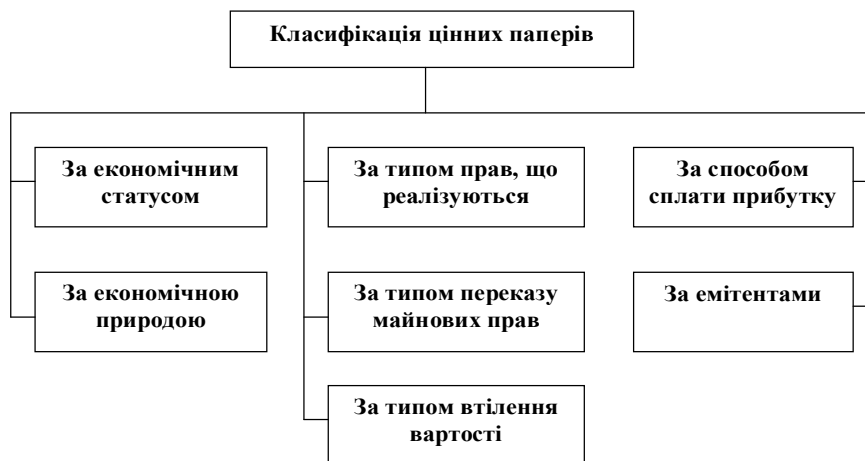 Класифікація цінних паперів
За економічним
статусом
За типом прав, що
реалізуються
За способом
сплати прибутку
За економічною
природою
За типом переказу
майнових прав
За емітентами
За типом втілення
вартості